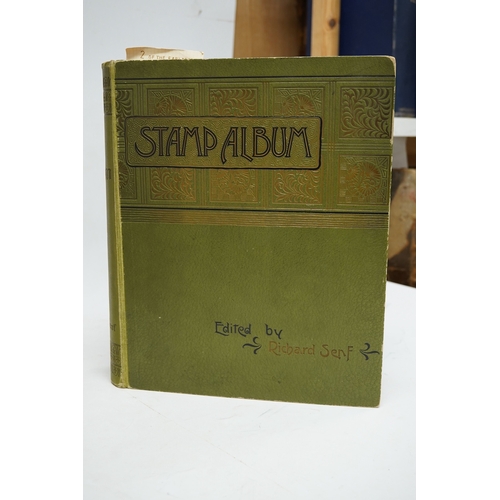 STAMP ALBUM
Edited by
Richard Senf